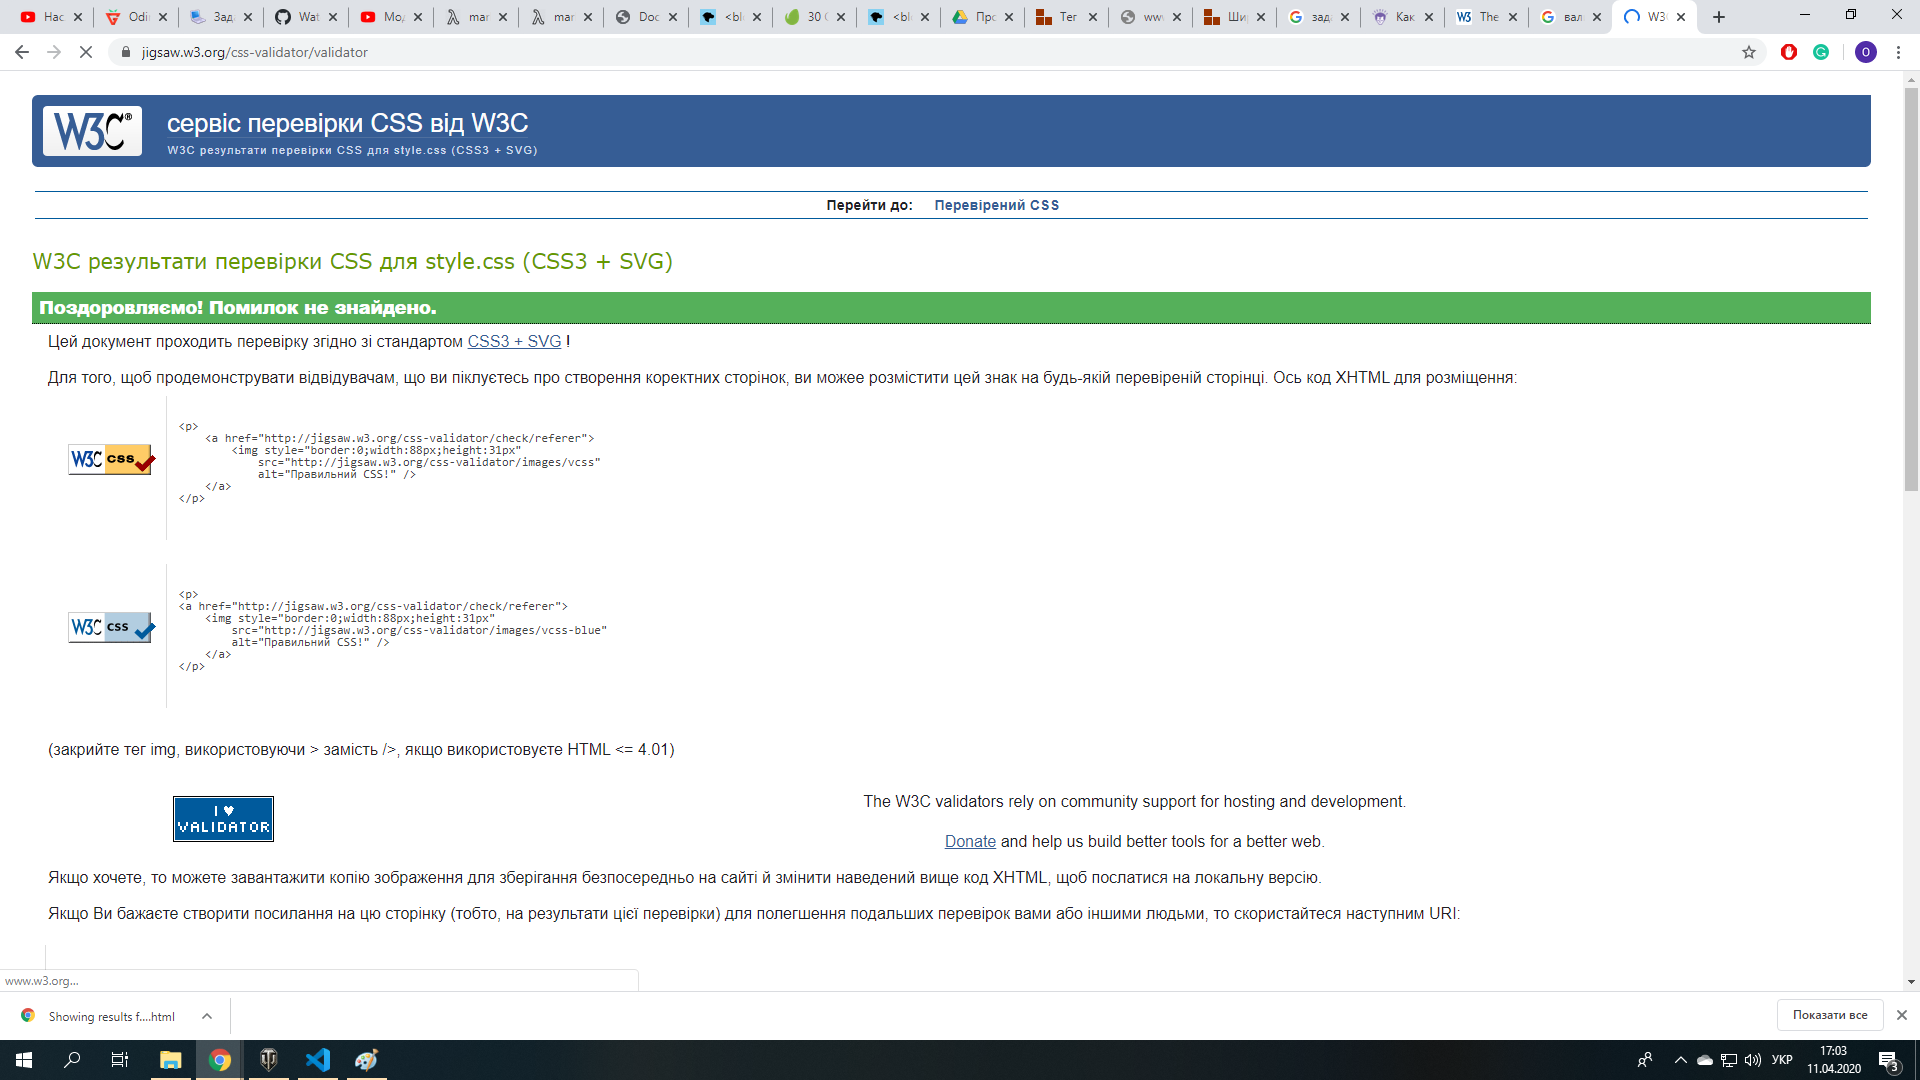 Нас
Odir
Зада
Wat
Мод
mar
mar
Doc
<bl
30 C
<bl
Прс
Тег
ww
Ши
зада
Как
The
вал
W3C
jigsaw.w3.org/css-validator/validator
O
W3C®
сервіс перевірки CSS від W3C
W3C результати перевірки CSS для style.css (CSS3 + SVG)
Перейти до: Перевірений CSS
W3C результати перевірки CSS для style.css (CSS3 + SVG)
Поздоровляємо! Помилок не знайдено.
Цей документ проходить перевірку згідно зі стандартом CSS3 + SVG !
Для того, щоб продемонструвати відвідувачам, що ви піклуєтесь про створення коректних сторінок, ви можее розмістити цей знак на будь-якій перевіреній сторінці. Ось код XHTML для розміщення:
W3C css
<p>
<a href="http://jigsaw.w3.org/css-validator/check/referer">
<img style="border:0;width:88px;height:31px"
src="http://jigsaw.w3.org/css-validator/images/vcss"
alt="Правильний CSS!" />
</a>
</p>
W3C css
<p>
<a href="http://jigsaw.w3.org/css-validator/check/referer">
<img style="border:0;width:88px;height:31px"
src="http://jigsaw.w3.org/css-validator/images/vcss-blue"
alt="Правильний CSS!" />
</a>
</p>
(закрийте тег img, використовуючи > замість />, якщо використовуєте HTML <= 4.01)
I ♥
VALIDATOR
The W3C validators rely on community support for hosting and development.
Donate and help us build better tools for a better web.
Якщо хочете, то можете завантажити копію зображення для зберігання безпосередньо на сайті й змінити наведений вище код XHTML, щоб послатися на локальну версію.
Якщо Ви бажаєте створити посилання на цю сторінку (тобто, на результати цієї перевірки) для полегшення подальших перевірок вами або іншими людьми, то скористайтеся наступним URI:
www.w3.org...
Showing results f....html
Показати все
УКР
17:03
11.04.2020
3